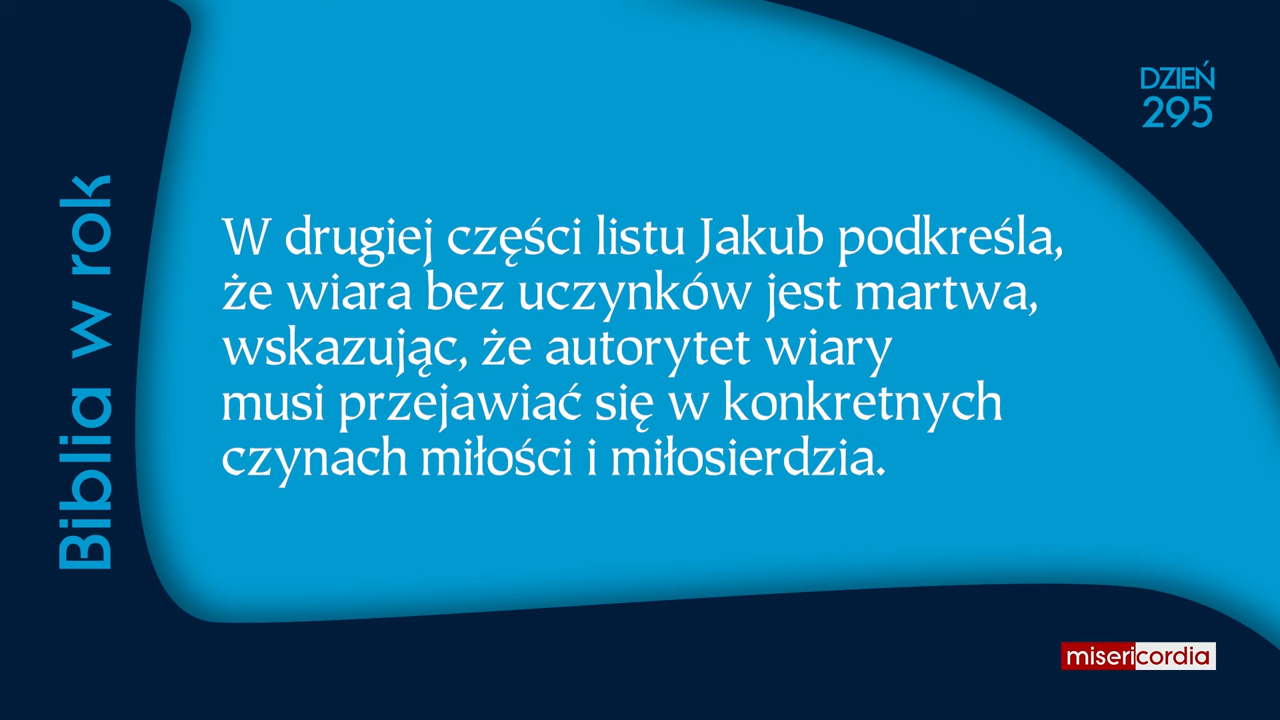 DZIEŃ
295
Biblia w rok
W drugiej części listu Jakub podkreśla,
że wiara bez uczynków jest martwa,
wskazując, że autorytet wiary
musi przejawiać się w konkretnych
czynach miłości i miłosierdzia.
misericordia